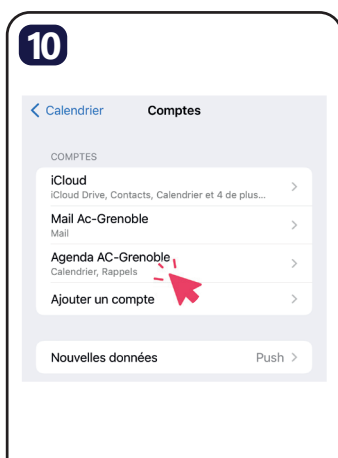 10
Calendrier Comptes
COMPTES
iCloud
iCloud Drive, Contacts, Calendrier et 4 de plus...
Mail Ac-Grenoble
Mail
Agenda AC-Grenoble
Calendrier, Rappels
Ajouter un compte
Nouvelles données Push